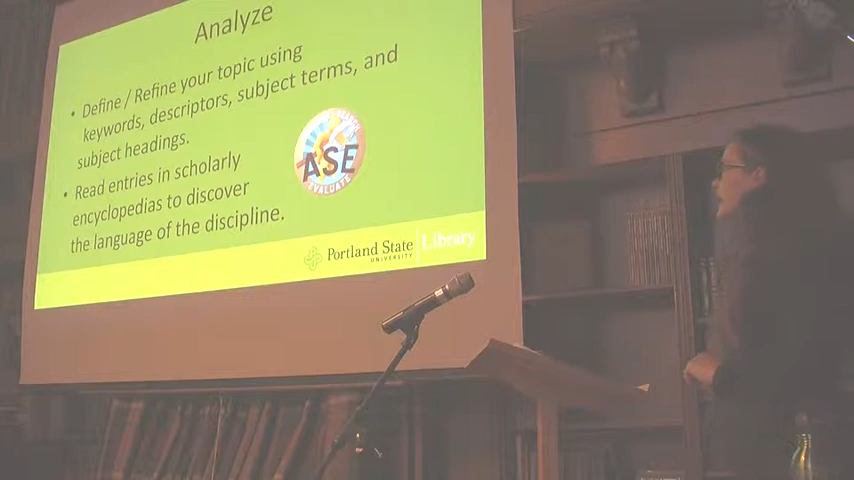 Analyze
• Define / Refine your topic using
keywords, descriptors, subject terms, and
subject headings.
• Read entries in scholarly
encyclopedias to discover
the language of the discipline.
ASE
EVALUATE
Portland State
UNIVERSITY
Library